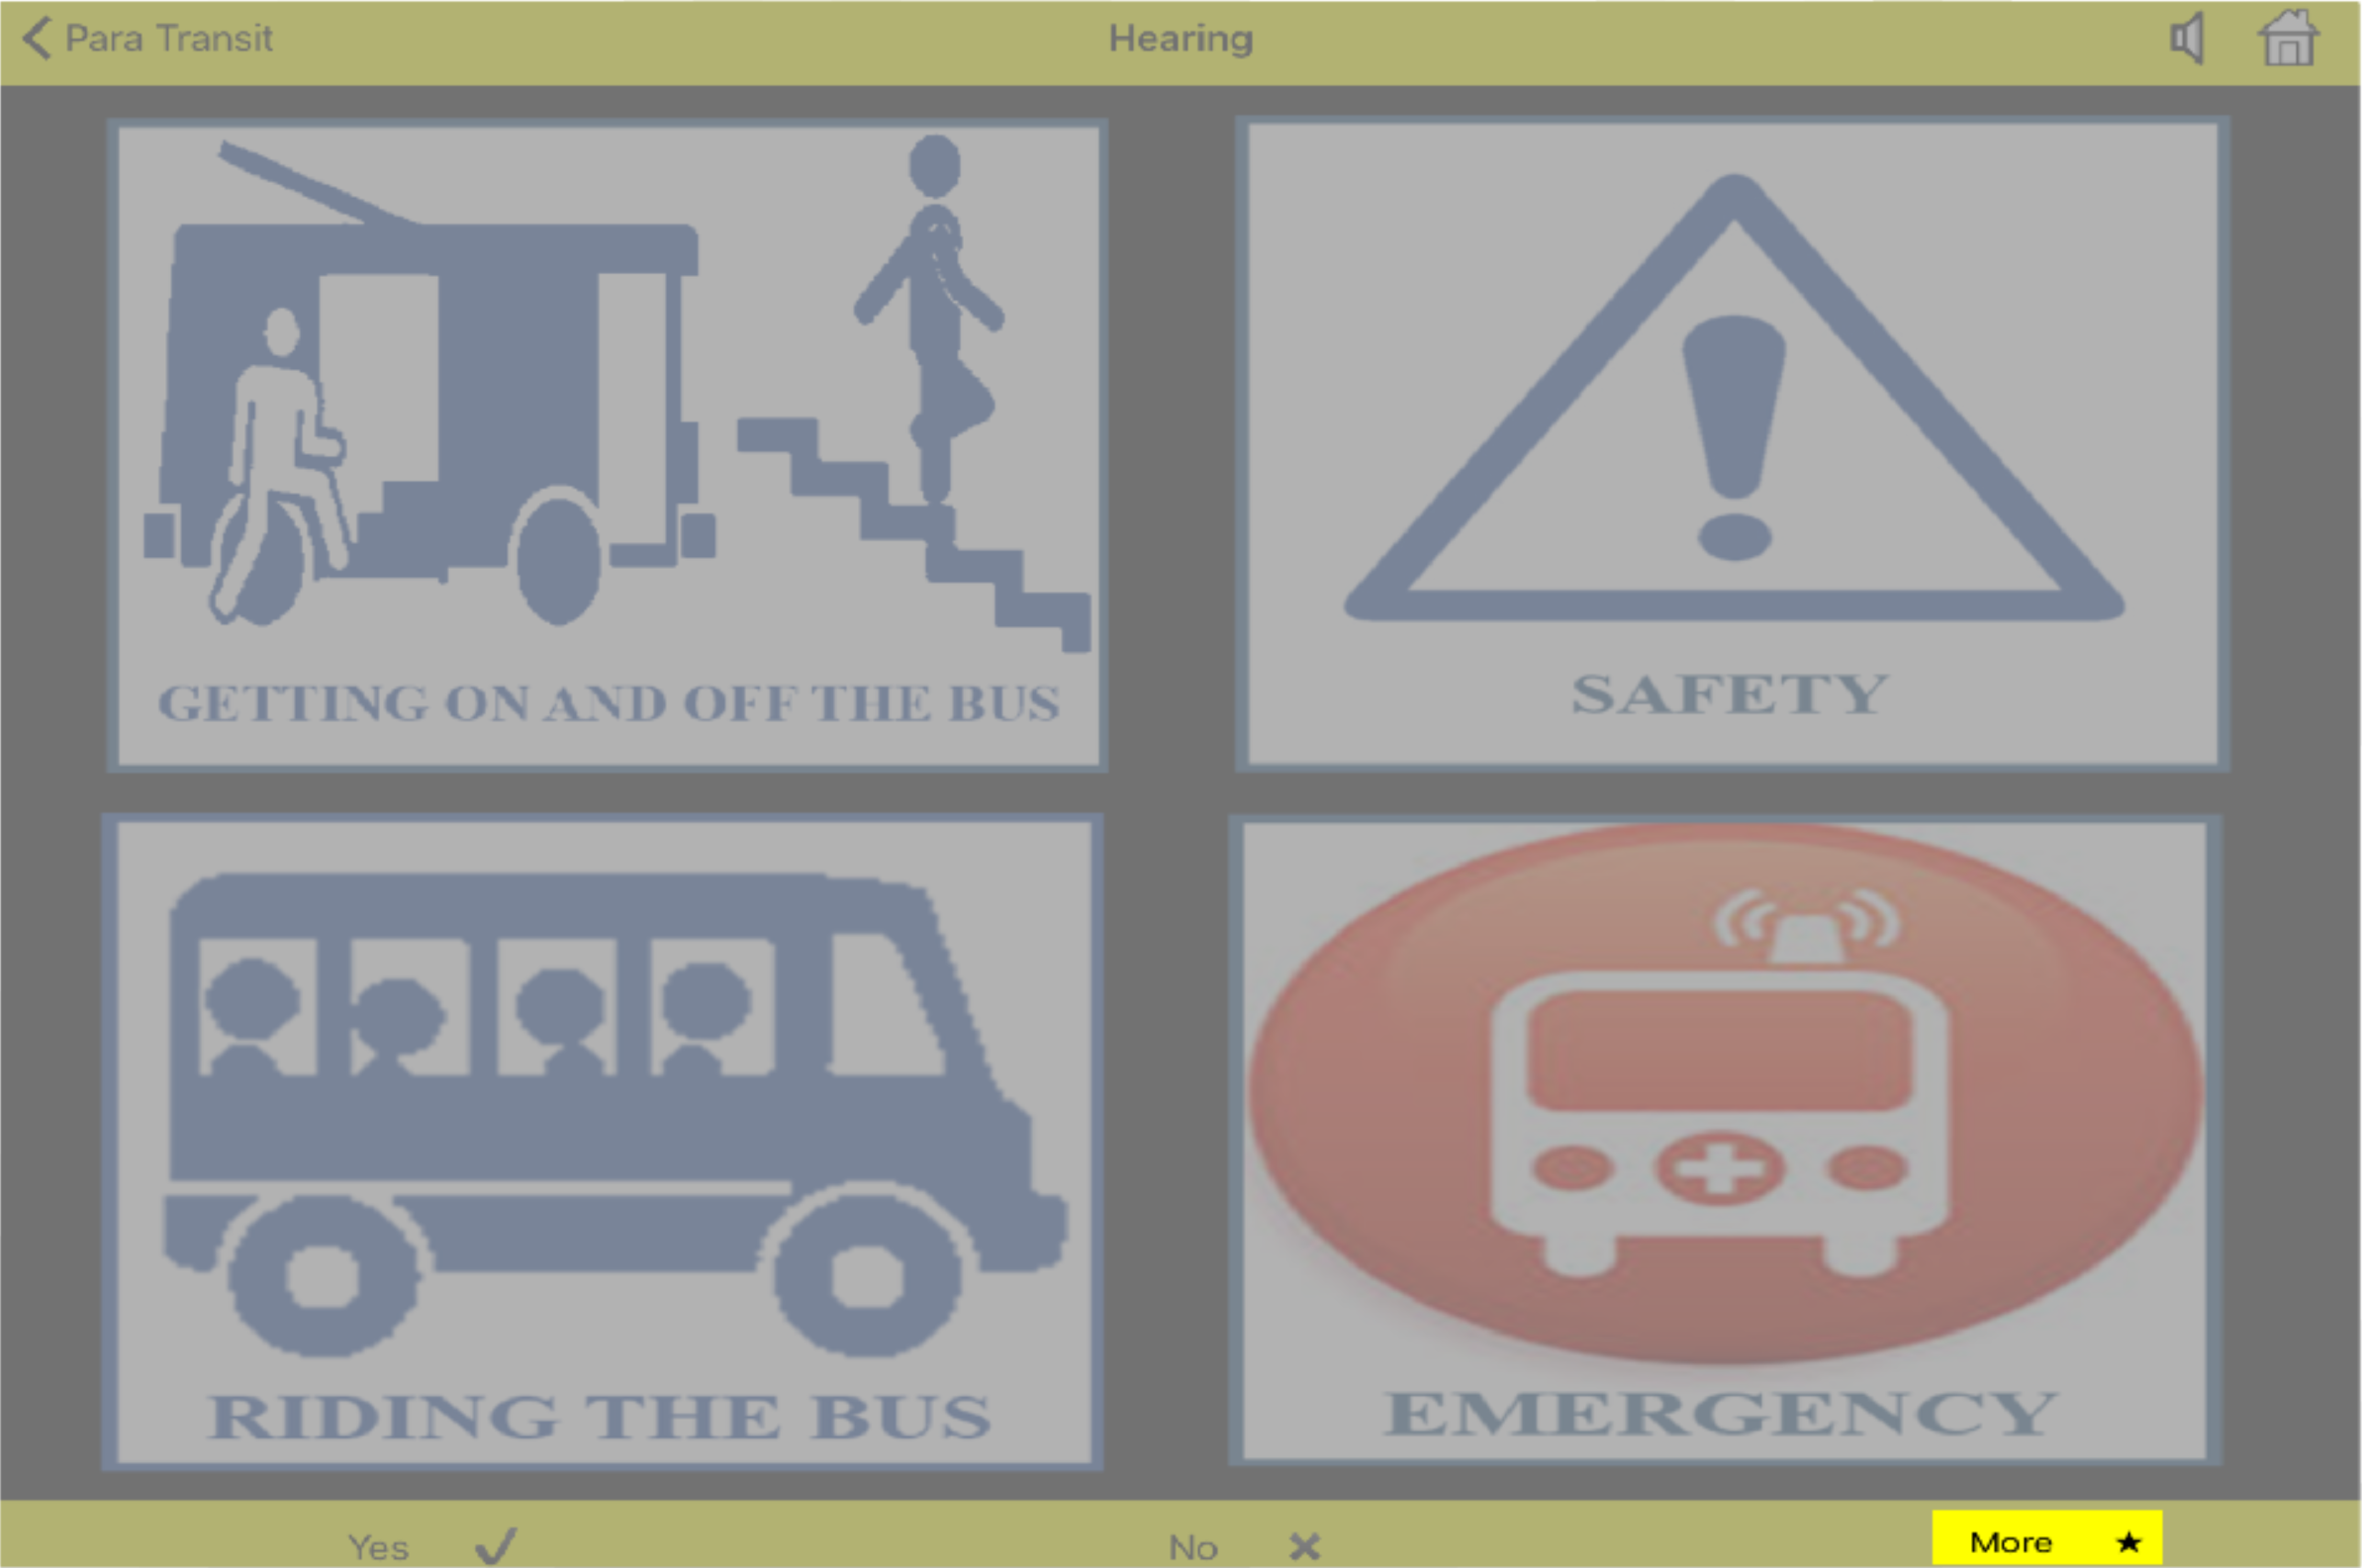 Para Transit
Hearing
GETTING ON AND OFF THE BUS
SAFETY
RIDING THE BUS
EMERGENCY
Yes
No
More